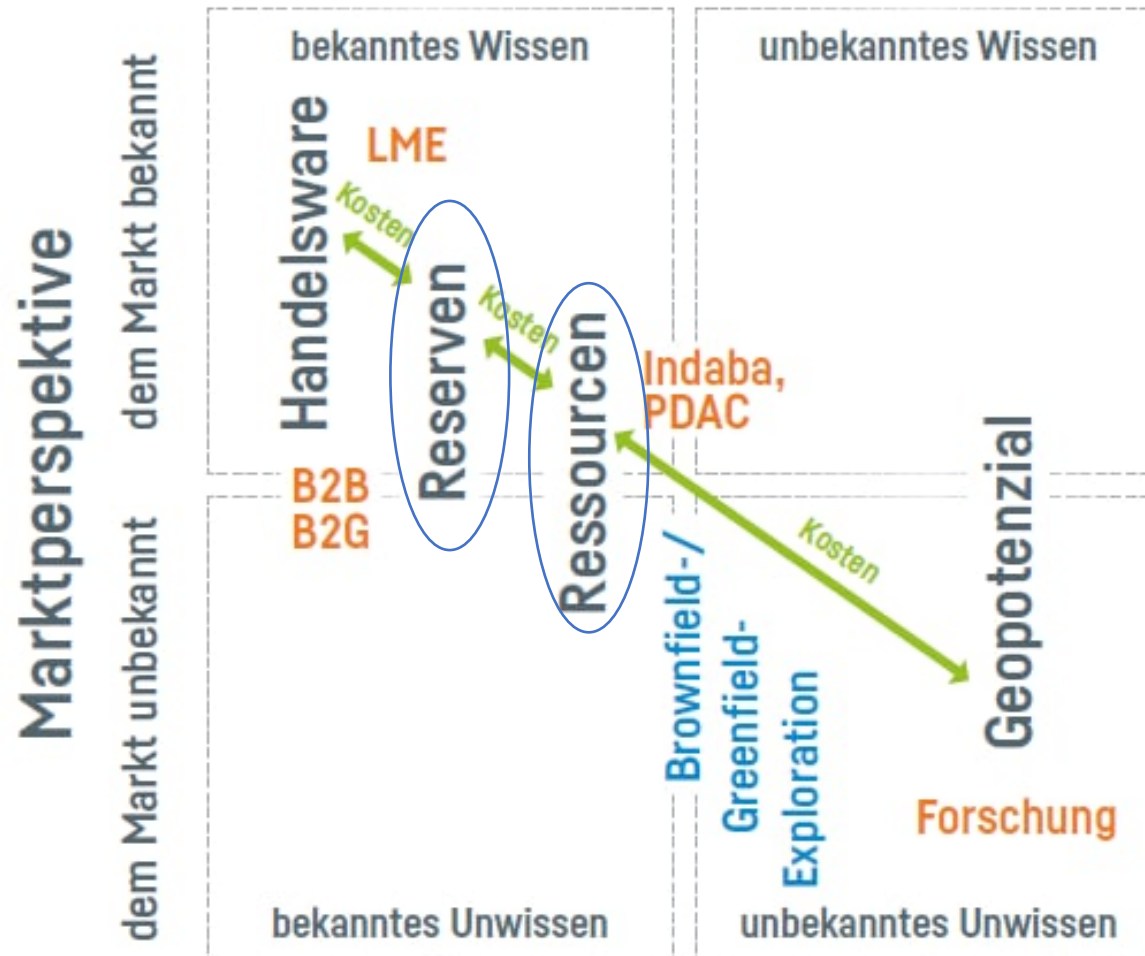 bekanntes Wissen
unbekanntes Wissen
Marktperspektive
dem Markt bekannt
dem Markt unbekannt
Handelsware
LME
Kosten
Reserven
Kosten
Ressourcen
Indaba,
PDAC
B2B
B2G
Kosten
Geopotenzial
Brownfield-/
Greenfield-
Exploration
Forschung
bekanntes Unwissen
unbekanntes Unwissen